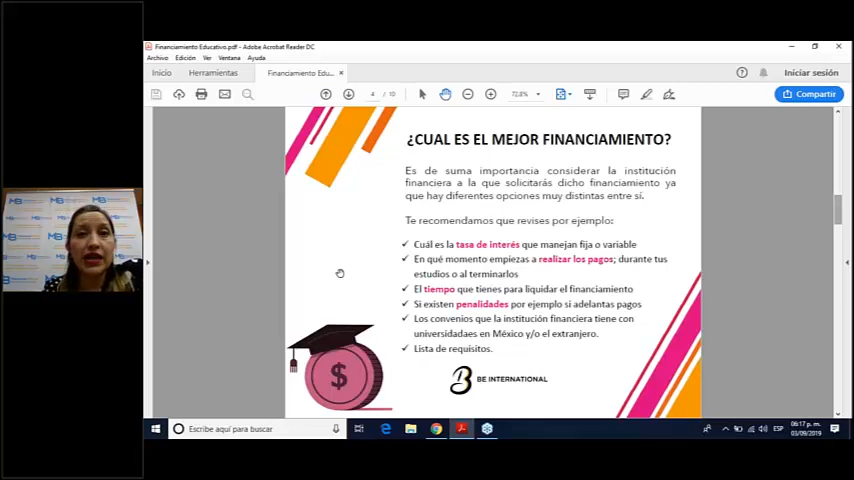 Financiamiento Educativo.pdf - Adobe Acrobat Reader DC
Archivo Edición Ver Ventana Ayuda
Inicio Herramientas Financiamiento Edu... × Iniciar sesión
4 / 10 72,8% Compartir
¿CUAL ES EL MEJOR FINANCIAMIENTO?
Es de suma importancia considerar la institución
financiera a la que solicitarás dicho financiamiento ya
que hay diferentes opciones muy distintas entre sí.
Te recomendamos que revises por ejemplo:
✓ Cuál es la tasa de interés que manejan fija o variable
✓ En qué momento empiezas a realizar los pagos; durante tus
estudios o al terminarlos
✓ El tiempo que tienes para liquidar el financiamiento
✓ Si existen penalidades por ejemplo si adelantas pagos
✓ Los convenios que la institución financiera tiene con
universidadaes en México y/o el extranjero.
✓ Lista de requisitos.
$
B BE INTERNATIONAL
MB
Escribe aquí para buscar
ESP
06:17 p. m.
03/09/2019